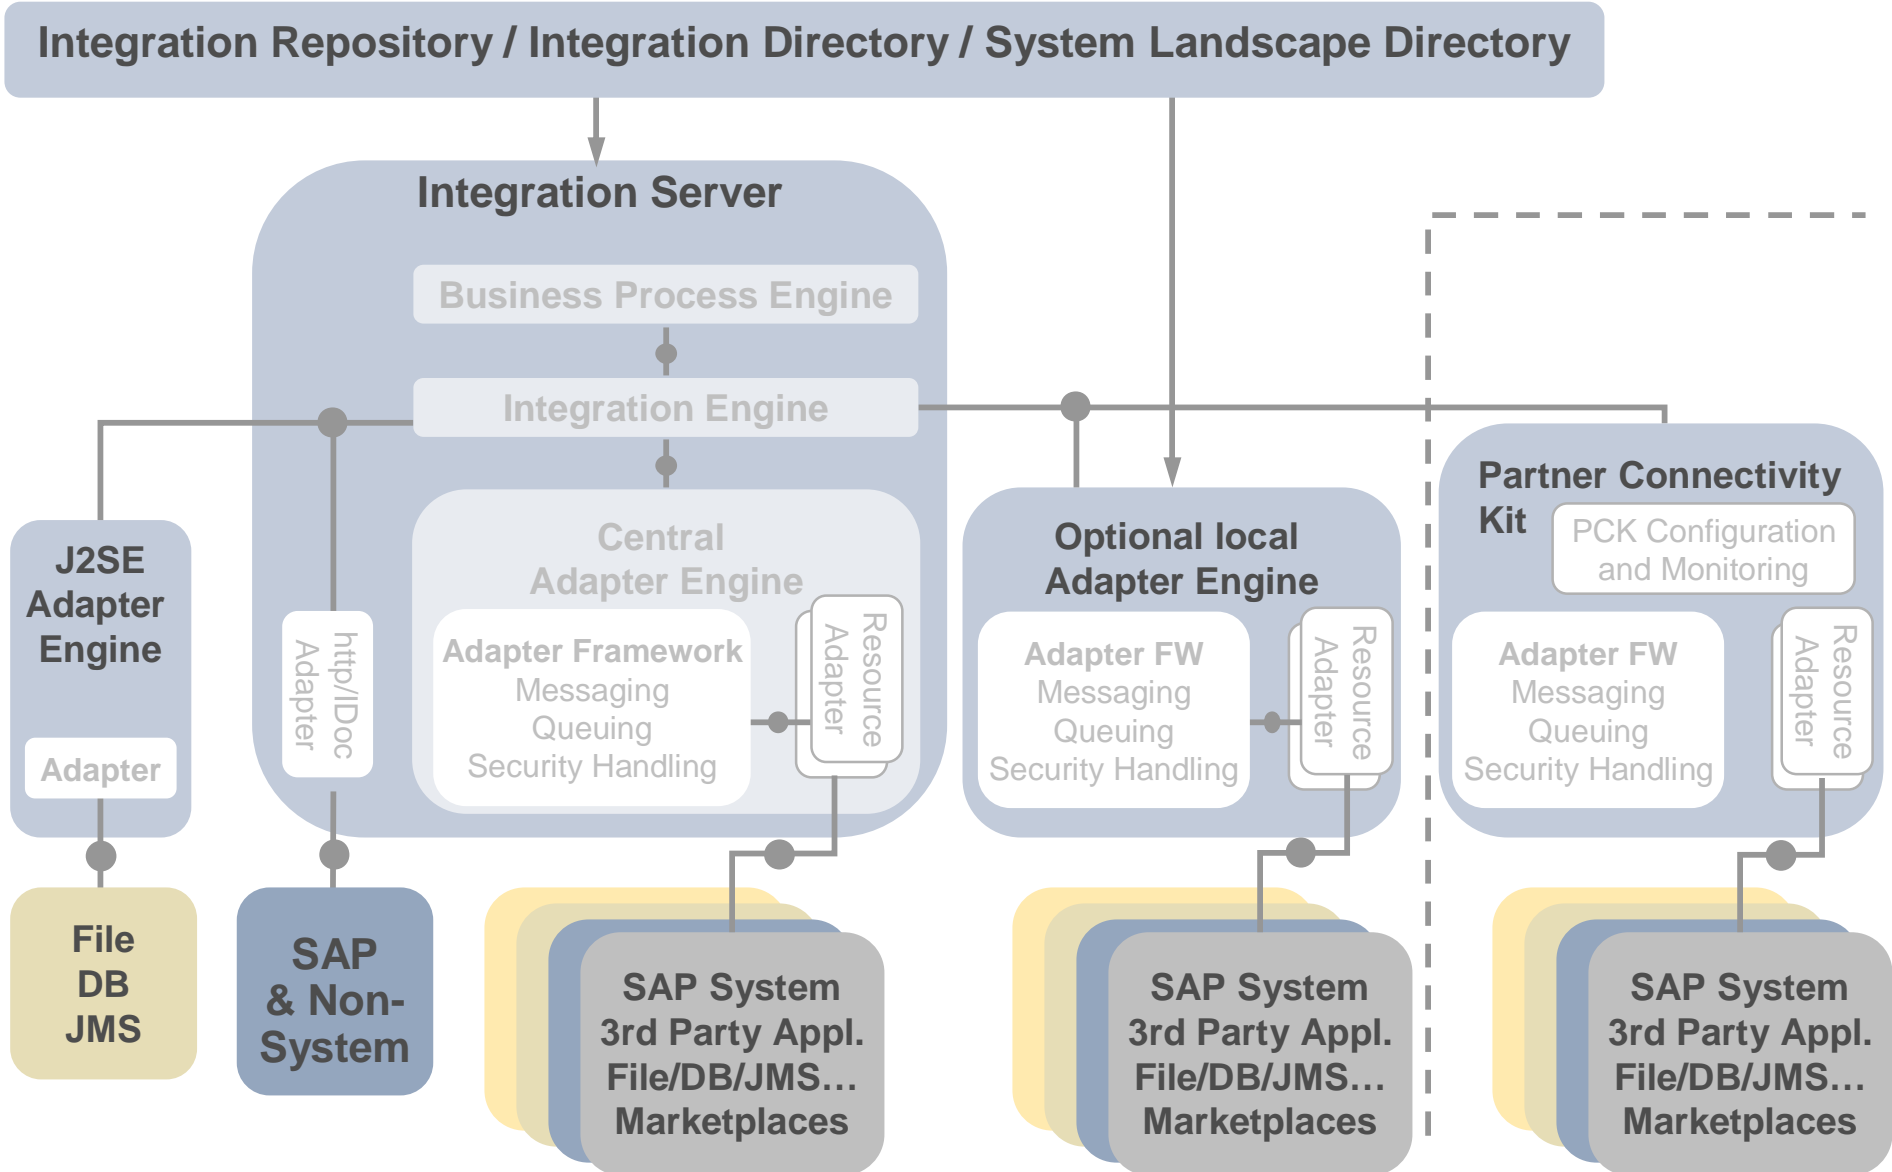 Integration Repository / Integration Directory / System Landscape Directory
Integration Server
Business Process Engine
Integration Engine
J2SE
Adapter
Engine
Adapter
http/IDoc
Adapter
Central
Adapter Engine
Adapter Framework
Messaging
Queuing
Security Handling
Resource
Adapter
Optional local
Adapter Engine
Adapter FW
Messaging
Queuing
Security Handling
Resource
Adapter
Partner Connectivity
Kit
PCK Configuration
and Monitoring
Adapter FW
Messaging
Queuing
Security Handling
Resource
Adapter
File
DB
JMS
SAP
& Non-
System
SAP System
3rd Party Appl.
File/DB/JMS…
Marketplaces
SAP System
3rd Party Appl.
File/DB/JMS…
Marketplaces
SAP System
3rd Party Appl.
File/DB/JMS…
Marketplaces